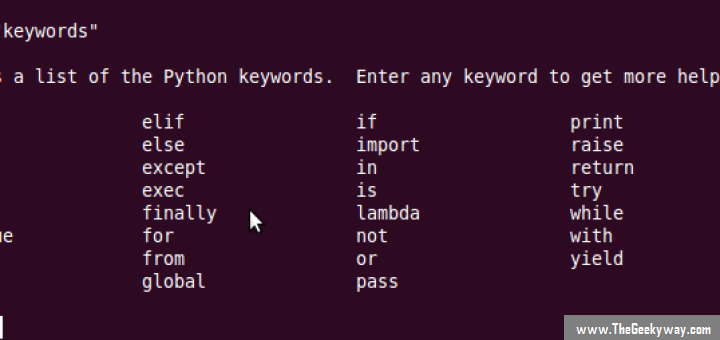 keywords"
s a list of the Python keywords. Enter any keyword to get more help
elif if print
else import raise
except in return
exec is try
finally lambda while
ue for not with
from or yield
global pass
www.TheGeekyway.com